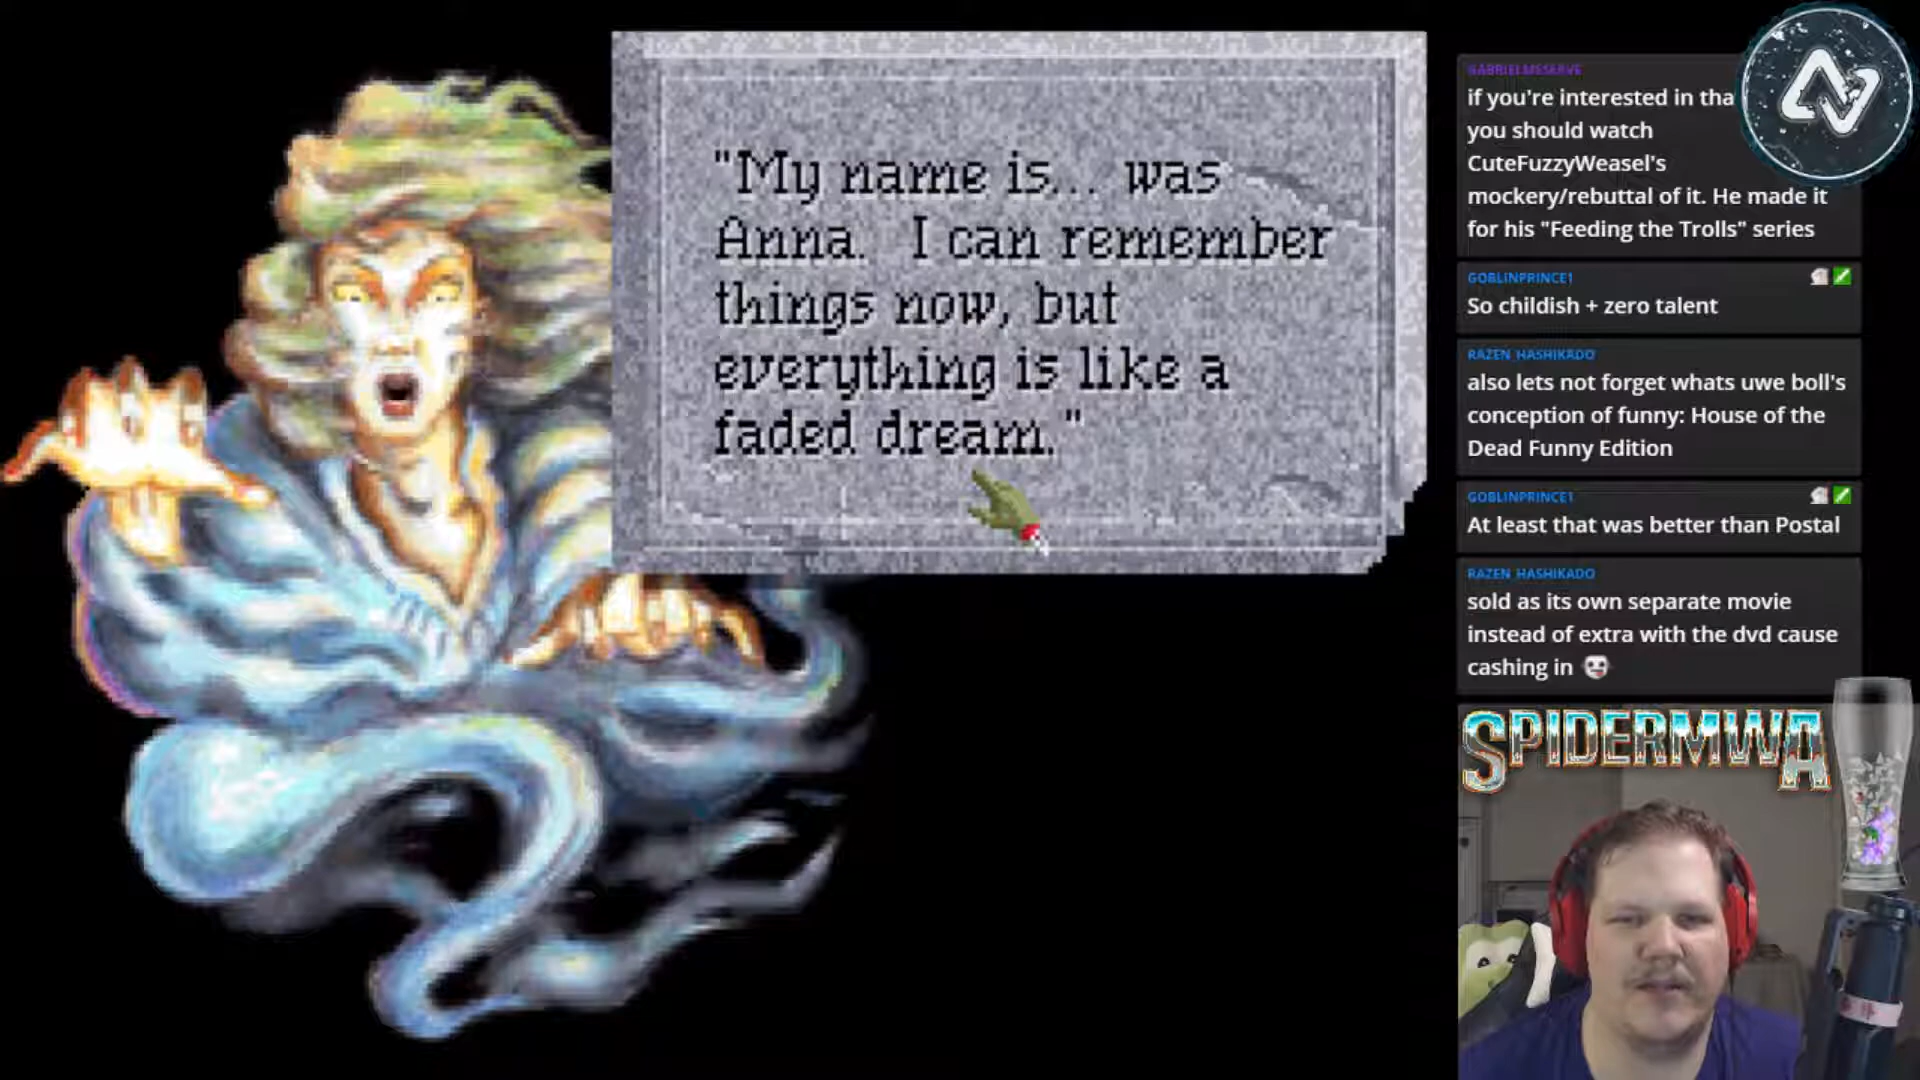 "My name is... was
Anna. I can remember
things now, but
everything is like a
faded dream."
GABRIELMESERVE
if you're interested in tha
you should watch
CuteFuzzyWeasel's
mockery/rebuttal of it. He made it
for his "Feeding the Trolls" series
GOBLINPRINCE1
So childish + zero talent
RAZEN_HASHIKADO
also lets not forget whats uwe boll's
conception of funny: House of the
Dead Funny Edition
GOBLINPRINCE1
At least that was better than Postal
RAZEN_HASHIKADO
sold as its own separate movie
instead of extra with the dvd cause
cashing in
SPIDERMWA